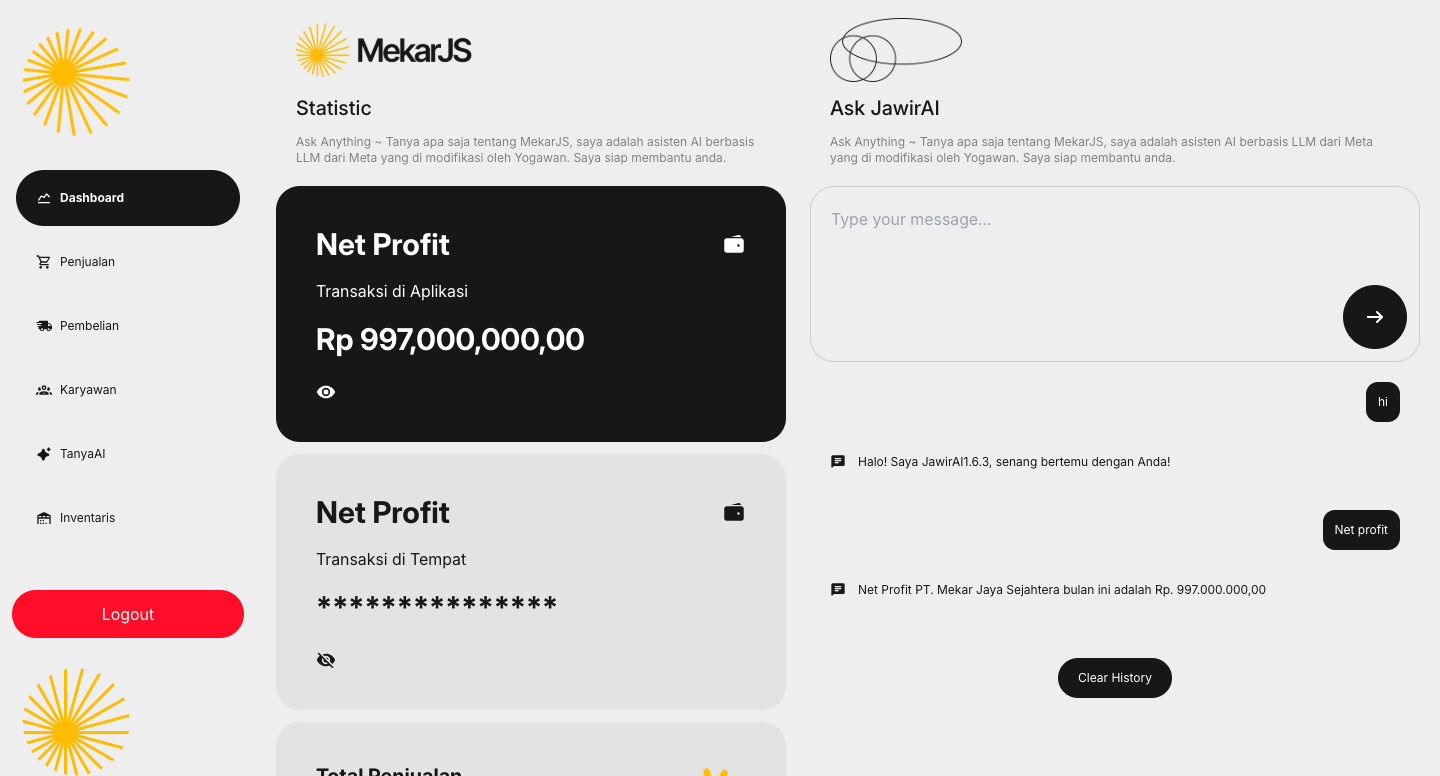 Dashboard
Penjualan
Pembelian
Karyawan
TanyaAI
Inventaris
Logout
MekarJS
Statistic
Ask Anything ~ Tanya apa saja tentang MekarJS, saya adalah asisten AI berbasis
LLM dari Meta yang di modifikasi oleh Yogawan. Saya siap membantu anda.
Net Profit
Transaksi di Aplikasi
Rp 997,000,000,00
Net Profit
Transaksi di Tempat
***************
Total Penjualan
Ask JawirAI
Ask Anything ~ Tanya apa saja tentang MekarJS, saya adalah asisten AI berbasis LLM dari Meta
yang di modifikasi oleh Yogawan. Saya siap membantu anda.
Type your message...
hi
Halo! Saya JawirAI1.6.3, senang bertemu dengan Anda!
Net profit
Net Profit PT. Mekar Jaya Sejahtera bulan ini adalah Rp. 997.000.000,00
Clear History